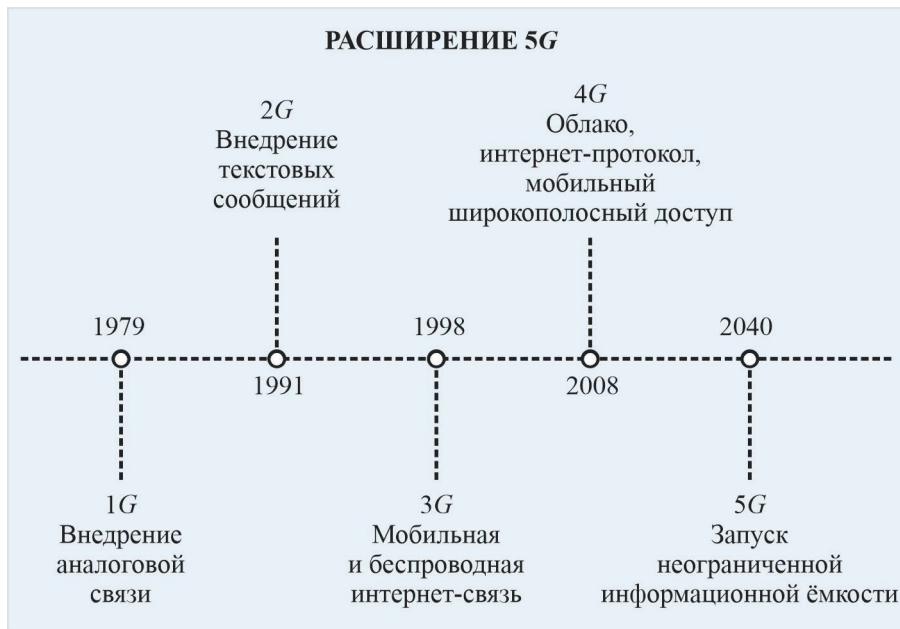 РАСШИРЕНИЕ 5G
2G
Внедрение
текстовых
сообщений
4G
Облако,
интернет-протокол,
мобильный
широкополосный доступ
1979
1998
2040
1991
2008
1G
Внедрение
аналоговой
связи
3G
Мобильная
и беспроводная
интернет-связь
5G
Запуск
неограниченной
информационной ёмкости